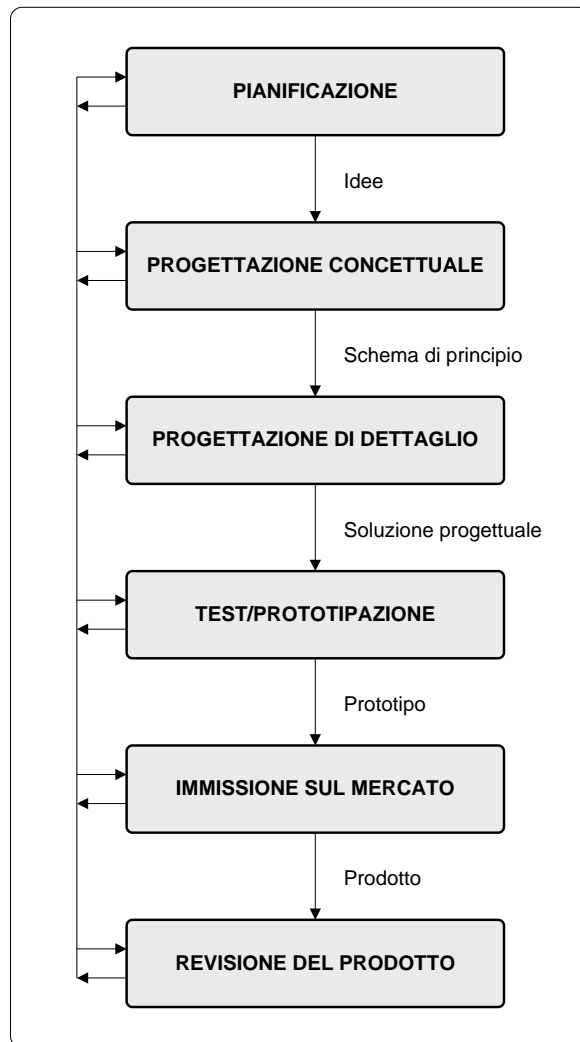 PIANIFICAZIONE
Idee
PROGETTAZIONE CONCETTUALE
Schema di principio
PROGETTAZIONE DI DETTAGLIO
Soluzione progettuale
TEST/PROTOTIPAZIONE
Prototipo
IMMISSIONE SUL MERCATO
Prodotto
REVISIONE DEL PRODOTTO